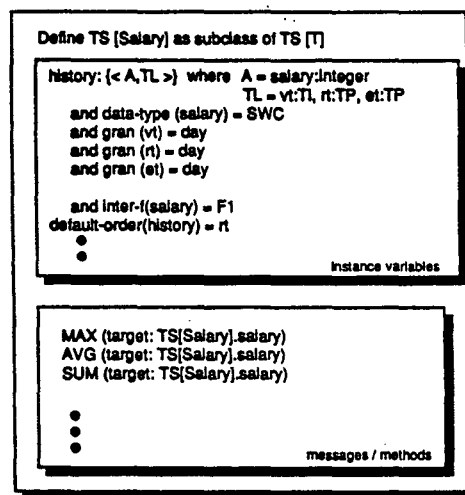 Define TS [Salary] as subclass of TS [T]
history: {< A,TL >} where A = salary:Integer
TL = vt:TI, rt:TP, et:TP
and data-type (salary) = SWC
and gran (vt) = day
and gran (rt) = day
and gran (et) = day
and inter-f(salary) = F1
default-order(history) = rt
instance variables
MAX (target: TS[Salary].salary)
AVG (target: TS[Salary].salary)
SUM (target: TS[Salary].salary)
messages / methods